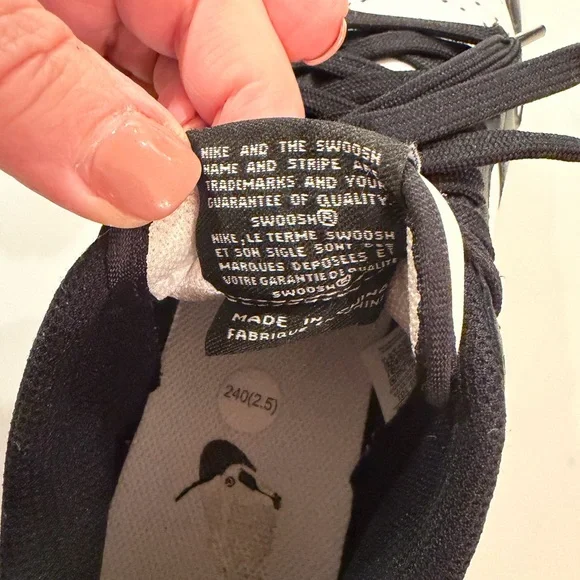 NIKE AND THE SWOOSH
NAME AND STRIPE ARE
TRADEMARKS AND YOUR
GUARANTEE OF QUALITY.
SWOOSH®
NIKE, LE TERME SWOOSH
ET SON SIGLE SONT DES
MARQUES DEPOSEES ET
VOTRE GARANTIE DE QUALITE
SWOOSH®
MADE IN CHINA
FABRIQUE
240(2.5)